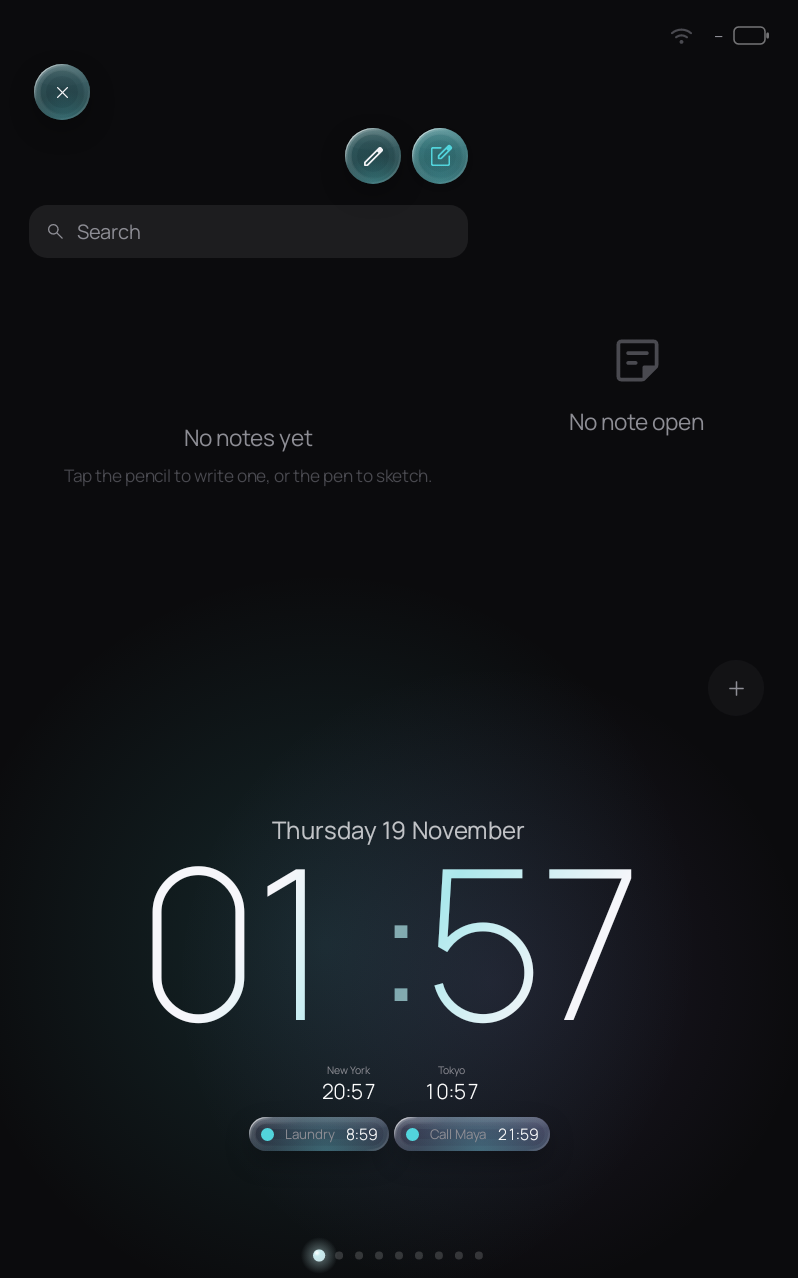 –
Search
No note open
No notes yet
Tap the pencil to write one, or the pen to sketch.
Thursday 19 November
01:57
New York
20:57
Tokyo
10:57
Laundry 8:59
Call Maya 21:59